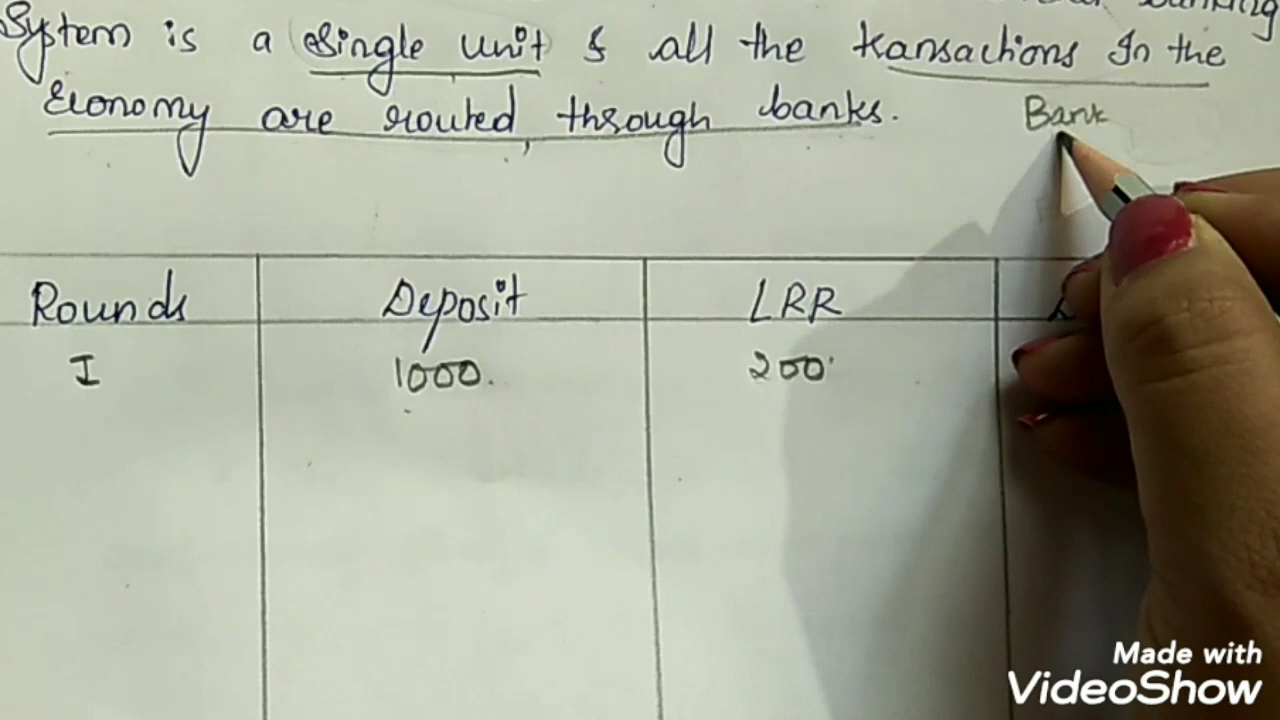 banking
System is a single unit & all the transactions In the
Economy are routed through banks.
Bank
Rounds Deposit LRR
I 1000. 200
Made with
VideoShow